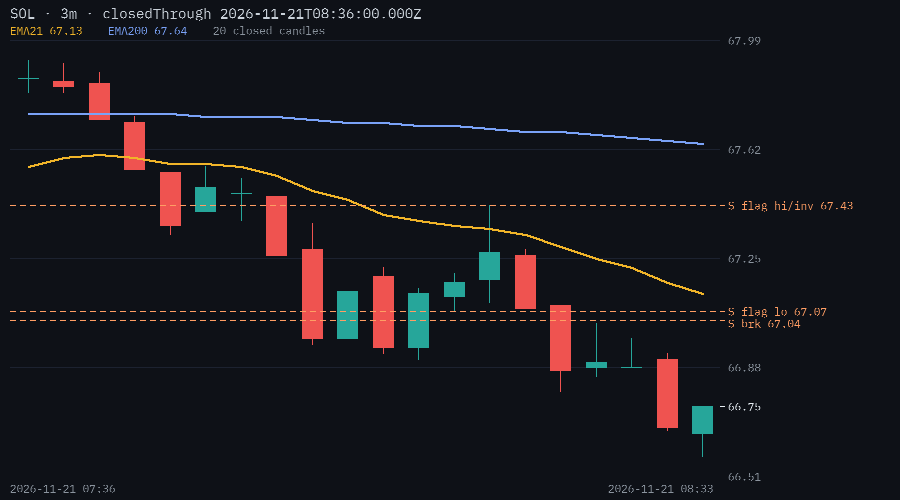 SOL · 3m · closedThrough 2026-11-21T08:36:00.000Z
EMA21 67.13 EMA200 67.64 20 closed candles
67.99
67.62
S flag hi/inv 67.43
67.25
S flag lo 67.07
S brk 67.04
66.88
66.75
66.51
2026-11-21 07:36 2026-11-21 08:33